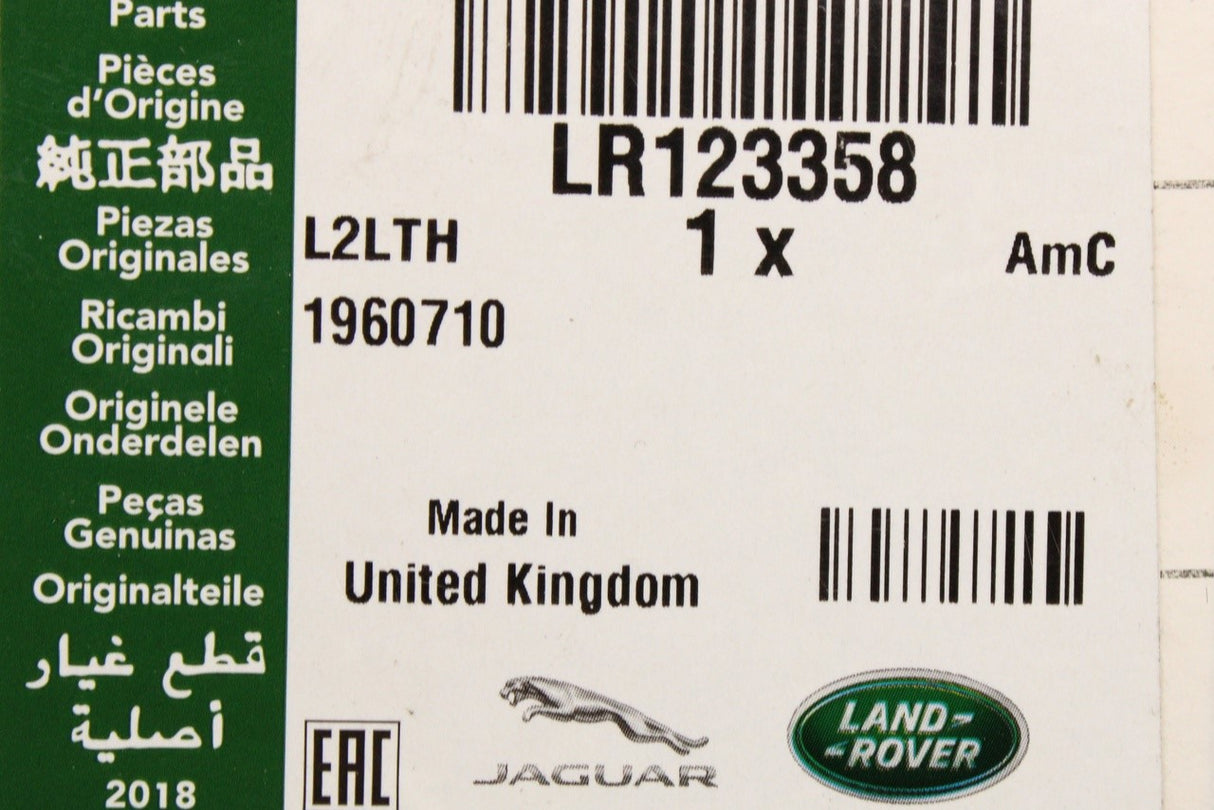 Parts
Pièces
d'Origine
純正部品
Piezas
Originales
Ricambi
Originali
Originele
Onderdelen
Peças
Genuinas
Originalteile
قطع غيار
أصلية
2018
LR123358
L2LTH
1 x
AmC
1960710
Made In
United Kingdom
EAC
JAGUAR
LAND-
-ROVER